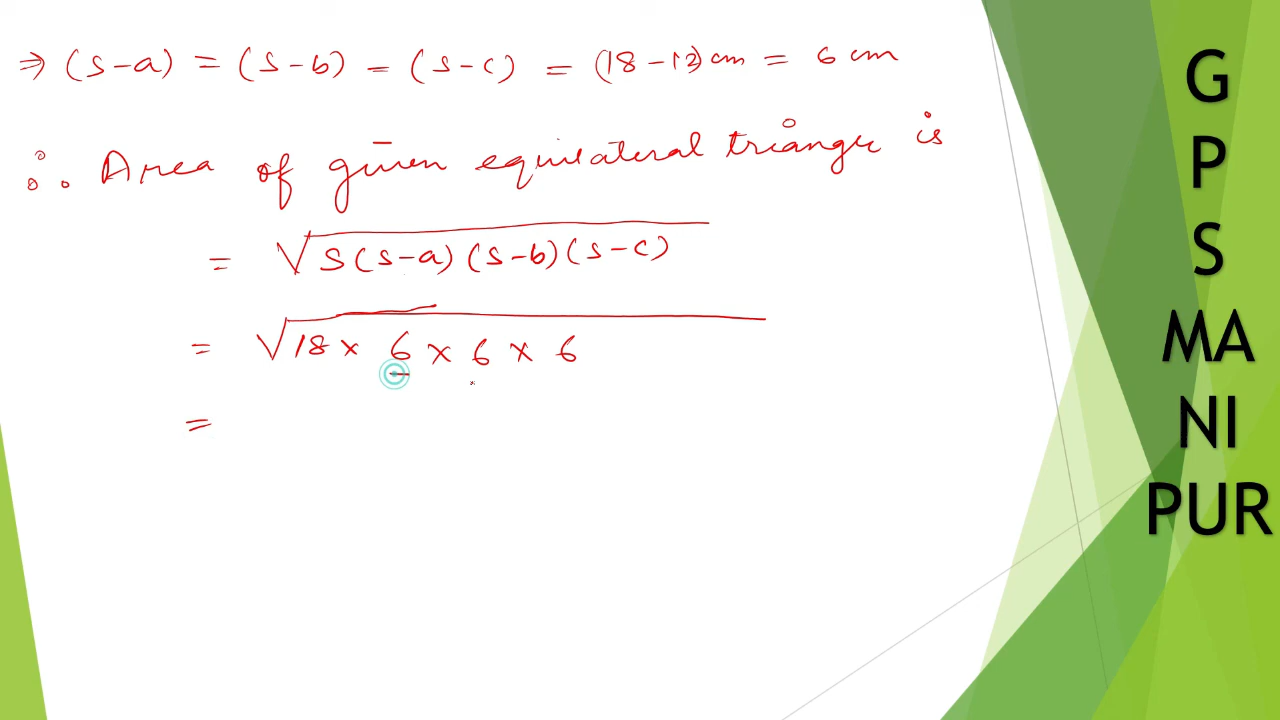 ⇒ (s-a) = (s-b) = (s-c) = (18-12) cm = 6 cm
∴ Area of given equilateral triangle is
= √S(s-a)(s-b)(s-c)
= √18 × 6 × 6 × 6
=
G
P
S
MA
NI
PUR